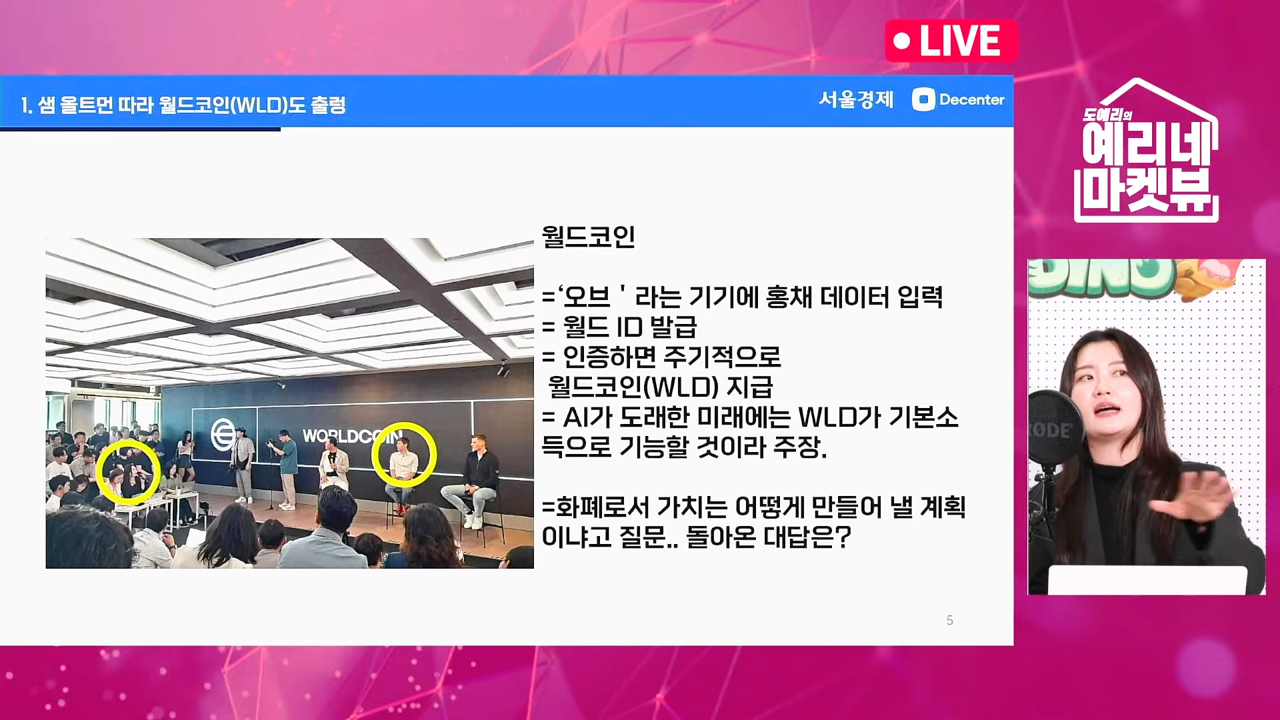 LIVE
1. 샘 올트먼 따라 월드코인(WLD)도 출렁
서울경제 Decenter
도예리의
예리네
마켓뷰
월드코인
=‘오브 ' 라는 기기에 홍채 데이터 입력
= 월드 ID 발급
= 인증하면 주기적으로
월드코인(WLD) 지급
= AI가 도래한 미래에는 WLD가 기본소
득으로 기능할 것이라 주장.
=화폐로서 가치는 어떻게 만들어 낼 계획
이냐고 질문.. 돌아온 대답은?
WORLDCOIN
DINO
RØDE
5